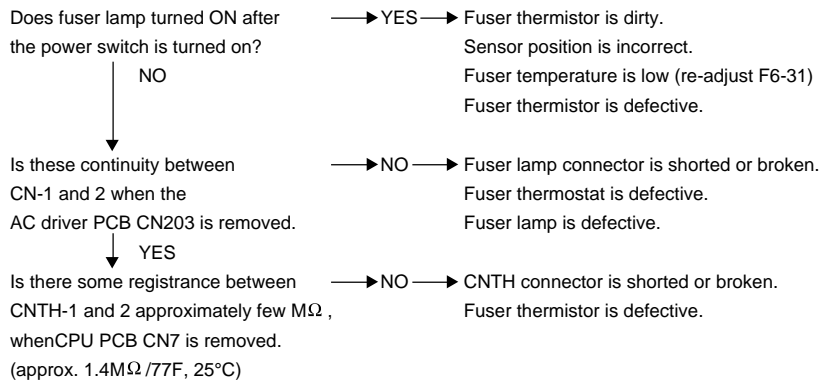 Does fuser lamp turned ON after
the power switch is turned on?
YES
Fuser thermistor is dirty.
Sensor position is incorrect.
Fuser temperature is low (re-adjust F6-31)
Fuser thermistor is defective.
NO
Is these continuity between
CN-1 and 2 when the
AC driver PCB CN203 is removed.
NO
Fuser lamp connector is shorted or broken.
Fuser thermostat is defective.
Fuser lamp is defective.
YES
Is there some registrance between
CNTH-1 and 2 approximately few MΩ ,
whenCPU PCB CN7 is removed.
(approx. 1.4MΩ /77F, 25°C)
NO
CNTH connector is shorted or broken.
Fuser thermistor is defective.